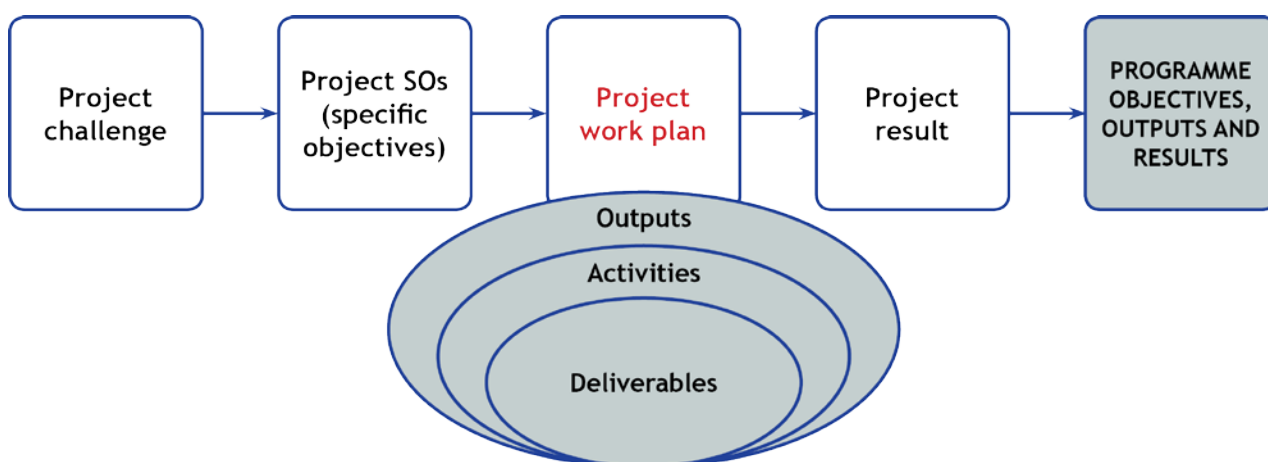 Project
challenge
Project SOs
(specific
objectives)
Project
work plan
Project
result
PROGRAMME
OBJECTIVES,
OUTPUTS AND
RESULTS
Outputs
Activities
Deliverables